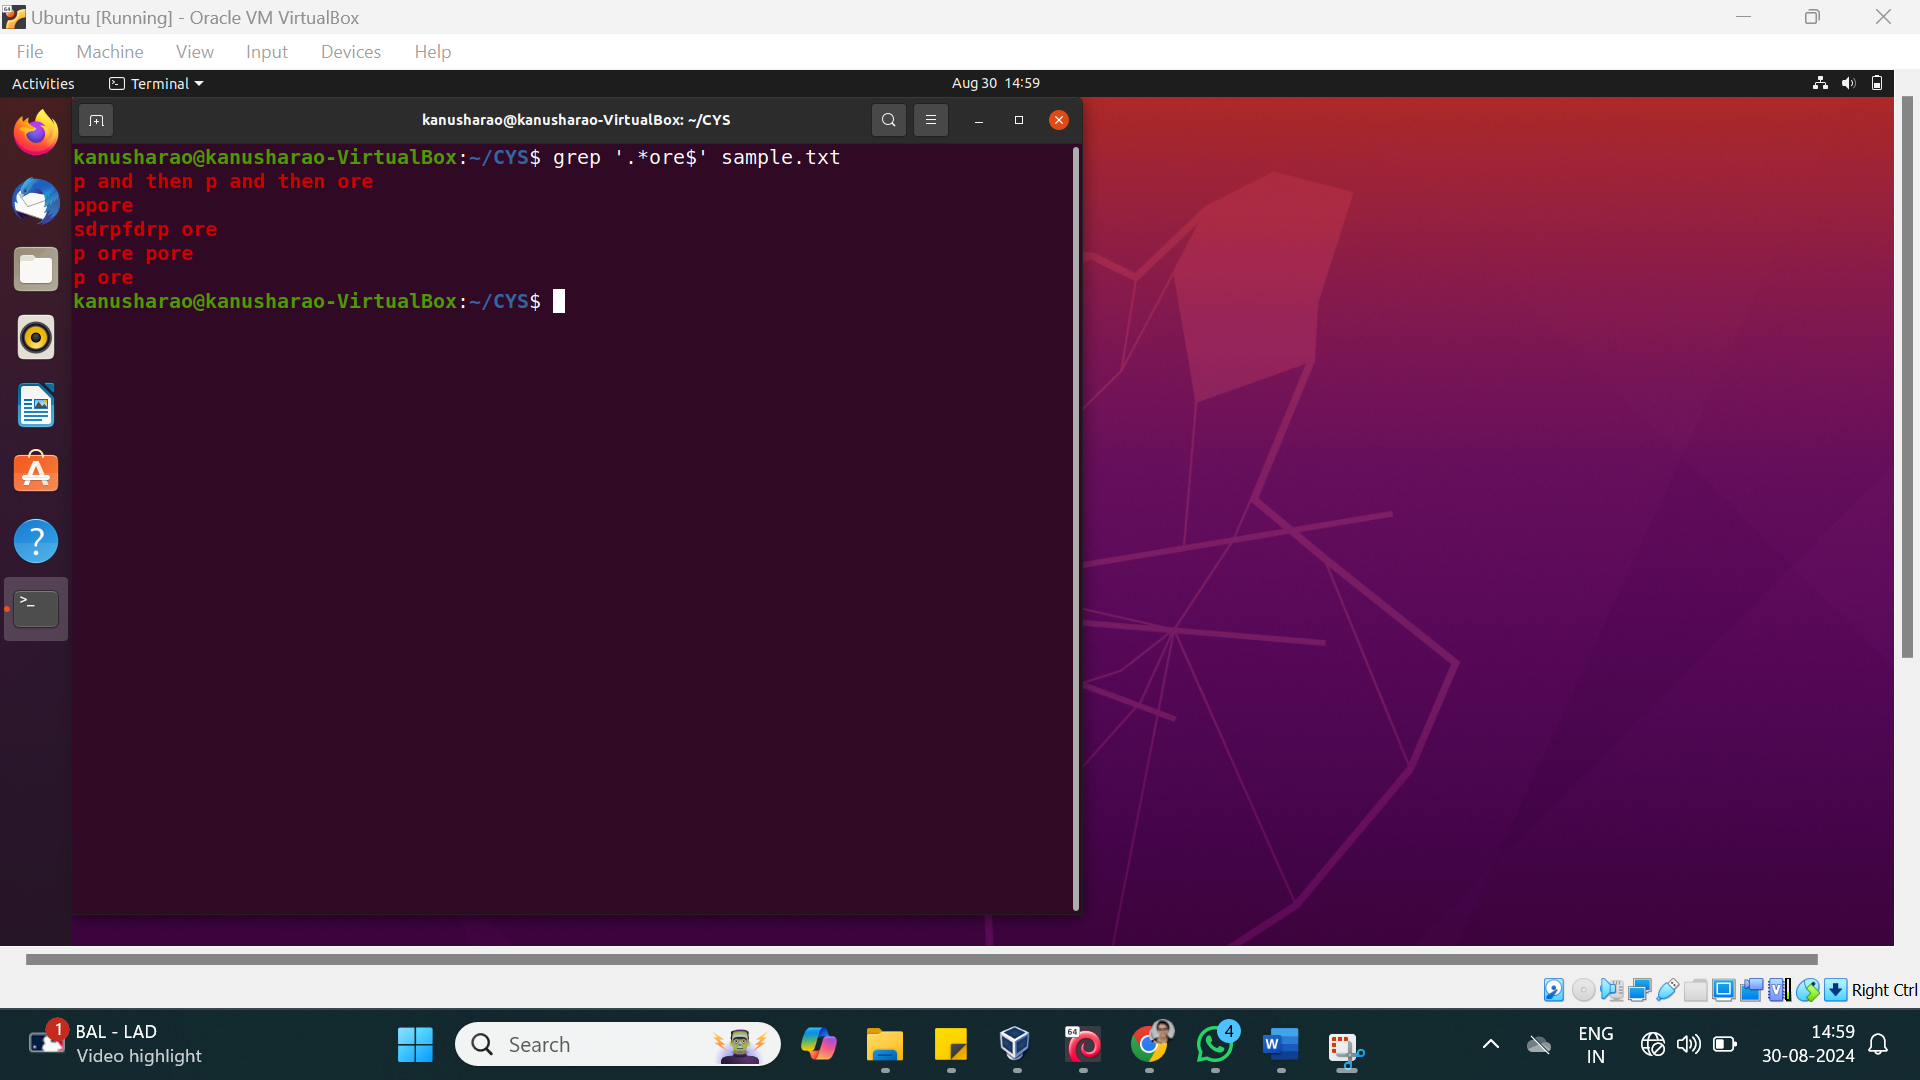 Ubuntu [Running] - Oracle VM VirtualBox
File Machine View Input Devices Help
Activities Terminal Aug 30 14:59
kanusharao@kanusharao-VirtualBox: ~/CYS
kanusharao@kanusharao-VirtualBox:~/CYS$ grep '.*ore$' sample.txt
p and then p and then ore
ppore
sdrpfdrp ore
p ore pore
p ore
kanusharao@kanusharao-VirtualBox:~/CYS$
Right Ctrl
1 BAL - LAD
Video highlight
Search
64
4
ENG
IN
14:59
30-08-2024